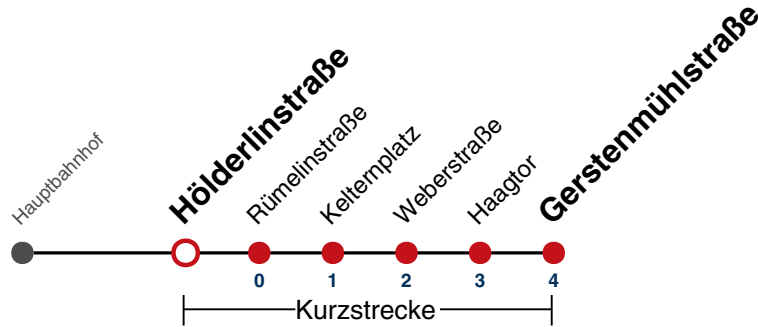 Hauptbahnhof
Hölderlinstraße
Rümelinstraße
Kelternplatz
Weberstraße
Haagtor
Gerstenmühlstraße
0 1 2 3 4
Kurzstrecke